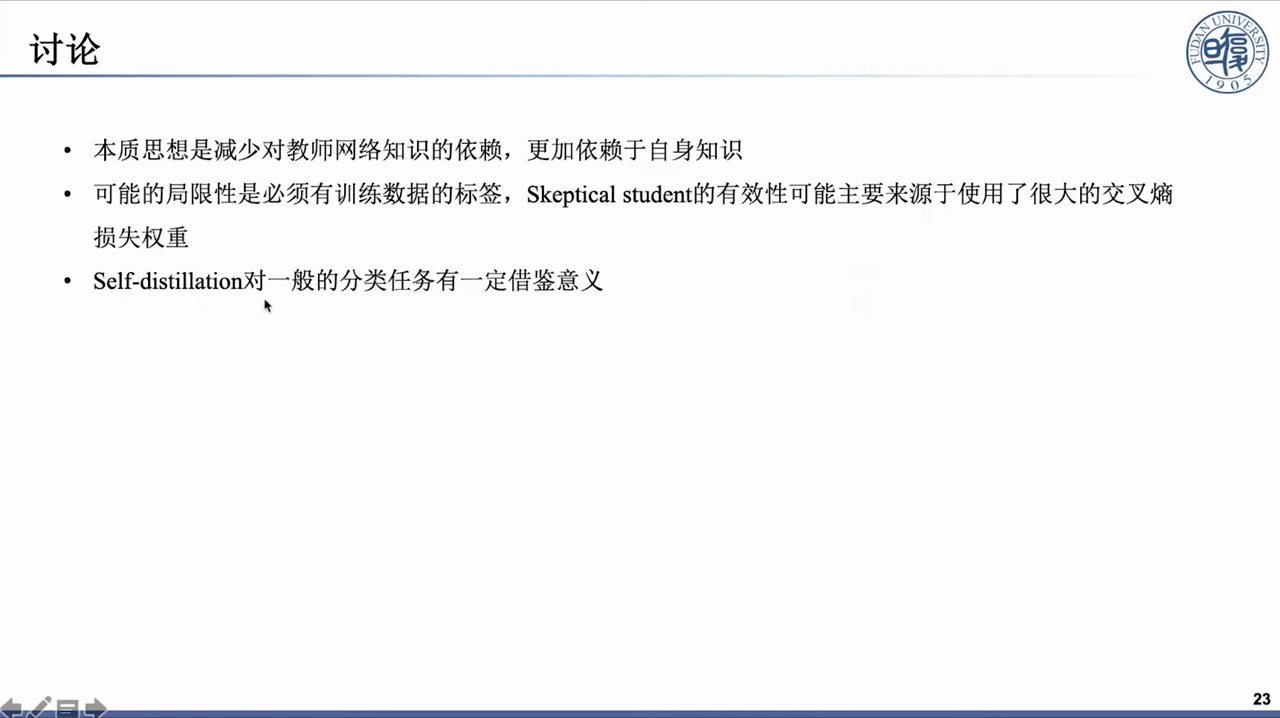 讨论
FUDAN UNIVERSITY
1905
• 本质思想是减少对教师网络知识的依赖，更加依赖于自身知识
• 可能的局限性是必须有训练数据的标签，Skeptical student的有效性可能主要来源于使用了很大的交叉熵
损失权重
• Self-distillation对一般的分类任务有一定借鉴意义
23